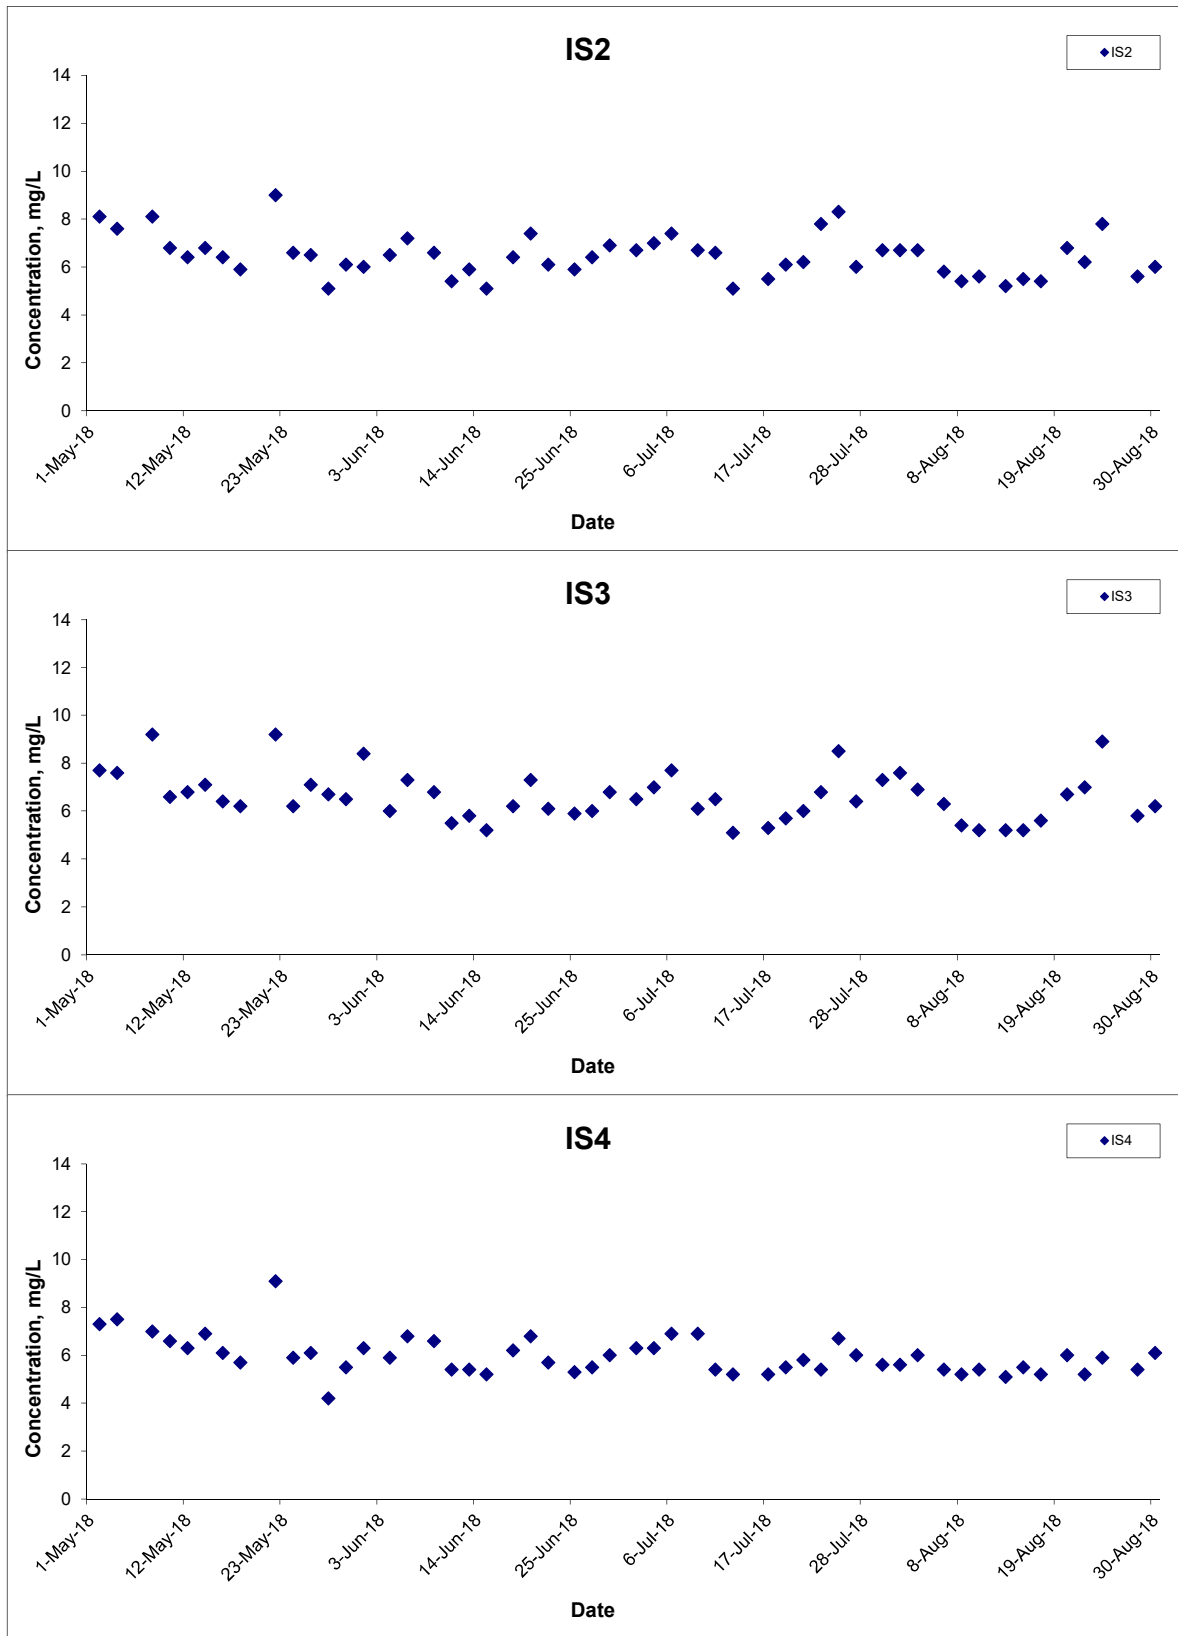 IS2
IS2
14
12
10
8
6
4
2
0
Concentration, mg/L
1-May-18
12-May-18
23-May-18
3-Jun-18
14-Jun-18
25-Jun-18
6-Jul-18
17-Jul-18
28-Jul-18
8-Aug-18
19-Aug-18
30-Aug-18
Date
IS3
IS3
14
12
10
8
6
4
2
0
Concentration, mg/L
1-May-18
12-May-18
23-May-18
3-Jun-18
14-Jun-18
25-Jun-18
6-Jul-18
17-Jul-18
28-Jul-18
8-Aug-18
19-Aug-18
30-Aug-18
Date
IS4
IS4
14
12
10
8
6
4
2
0
Concentration, mg/L
1-May-18
12-May-18
23-May-18
3-Jun-18
14-Jun-18
25-Jun-18
6-Jul-18
17-Jul-18
28-Jul-18
8-Aug-18
19-Aug-18
30-Aug-18
Date